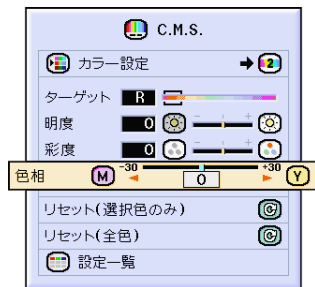 C.M.S.
カラー設定 2
ターゲット R
明度 0 - +
彩度 0 - +
色相 M -30 0 +30 Y
リセット(選択色のみ)
リセット(全色)
設定一覧